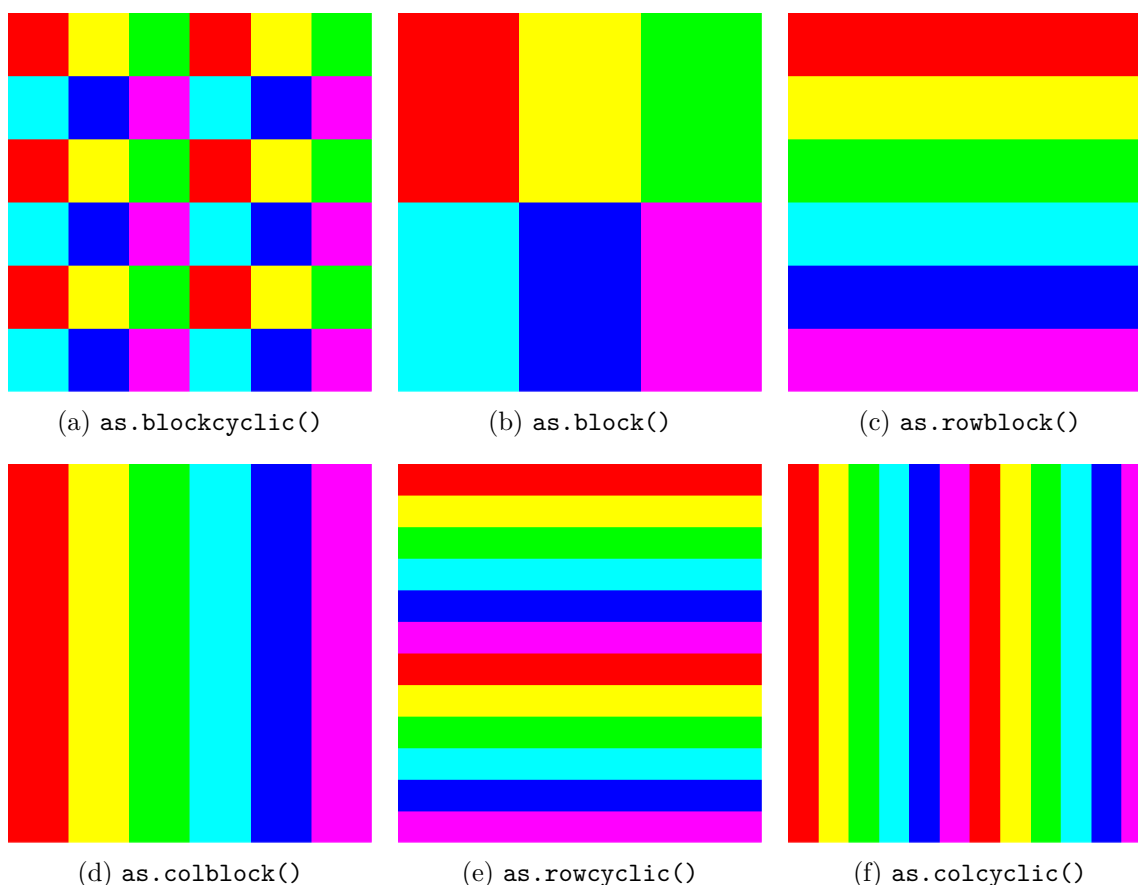 (a) as.blockcyclic()
(b) as.block()
(c) as.rowblock()
(d) as.colblock()
(e) as.rowcyclic()
(f) as.colcyclic()